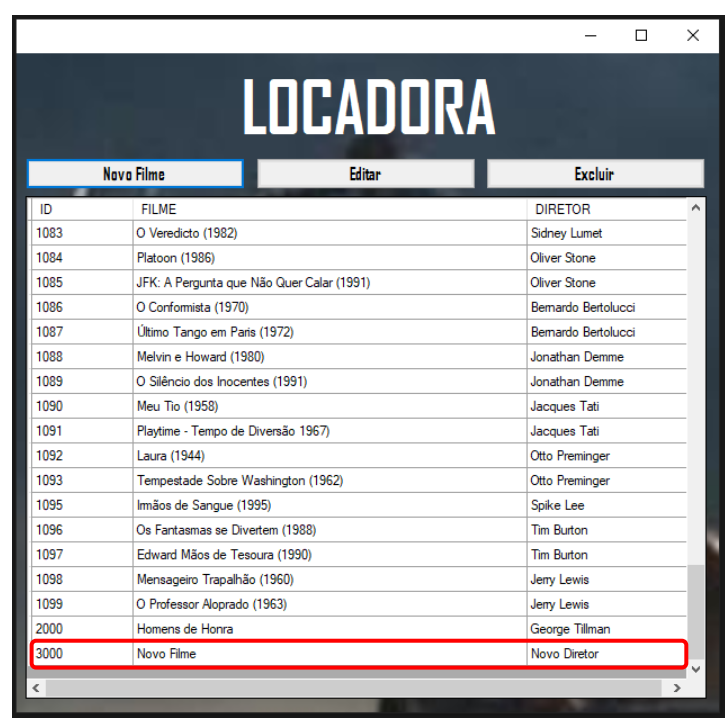 LOCADORA
Novo Filme Editar Excluir
ID FILME DIRETOR
1083 O Veredicto (1982) Sidney Lumet
1084 Platoon (1986) Oliver Stone
1085 JFK: A Pergunta que Não Quer Calar (1991) Oliver Stone
1086 O Conformista (1970) Bernardo Bertolucci
1087 Último Tango em Paris (1972) Bernardo Bertolucci
1088 Melvin e Howard (1980) Jonathan Demme
1089 O Silêncio dos Inocentes (1991) Jonathan Demme
1090 Meu Tio (1958) Jacques Tati
1091 Playtime - Tempo de Diversão 1967) Jacques Tati
1092 Laura (1944) Otto Preminger
1093 Tempestade Sobre Washington (1962) Otto Preminger
1095 Irmãos de Sangue (1995) Spike Lee
1096 Os Fantasmas se Divertem (1988) Tim Burton
1097 Edward Mãos de Tesoura (1990) Tim Burton
1098 Mensageiro Trapalhão (1960) Jerry Lewis
1099 O Professor Aloprado (1963) Jerry Lewis
2000 Homens de Honra George Tillman
3000 Novo Filme Novo Diretor